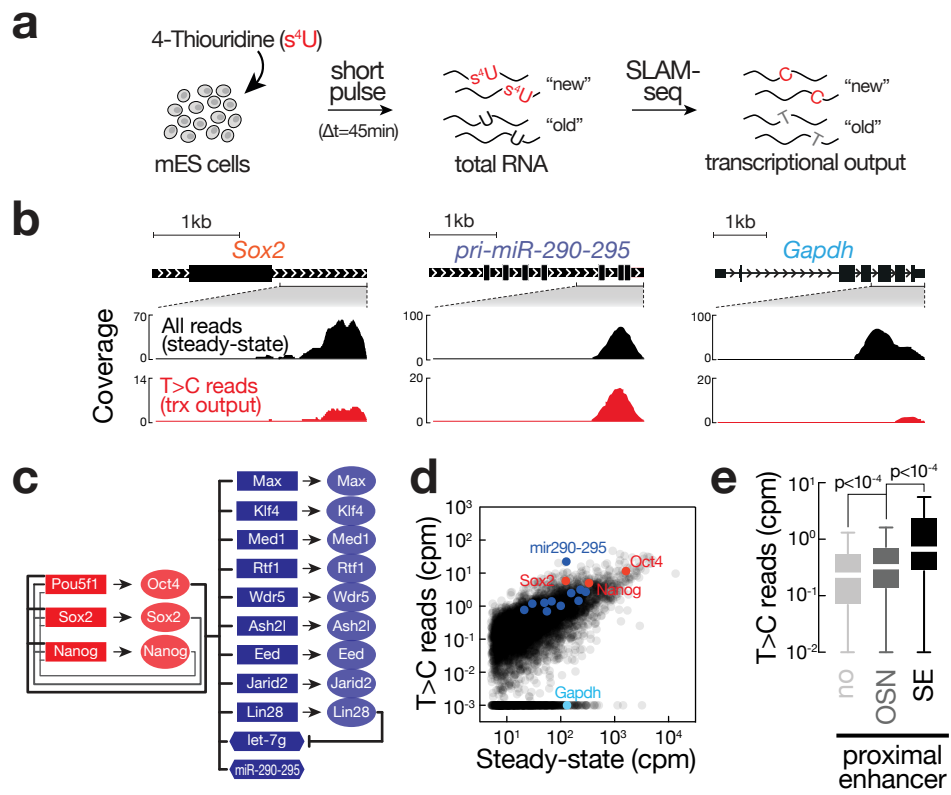 a
4-Thiouridine (s⁴U)
mES cells
short
pulse
(Δt=45min)
s⁴U
s⁴U
"new"
U
U
"old"
total RNA
SLAM-
seq
C
C
"new"
T
T
"old"
transcriptional output
b
1kb
1kb
1kb
Sox2
pri-miR-290-295
Gapdh
Coverage
70
All reads
(steady-state)
0
100
0
100
0
14
T>C reads
(trx output)
0
20
0
20
0
c
Pou5f1
Oct4
Sox2
Sox2
Nanog
Nanog
Max
Max
Klf4
Klf4
Med1
Med1
Rtf1
Rtf1
Wdr5
Wdr5
Ash2l
Ash2l
Eed
Eed
Jarid2
Jarid2
Lin28
Lin28
let-7g
miR-290-295
d
T>C reads (cpm)
10³
10²
10¹
10⁰
10⁻¹
10⁻²
10⁻³
mir290-295
Oct4
Sox2
Nanog
Gapdh
10¹ 10² 10³ 10⁴
Steady-state (cpm)
e
p<10⁻⁴
p<10⁻⁴
T>C reads (cpm)
10¹
10⁰
10⁻¹
10⁻²
no
OSN
SE
proximal
enhancer